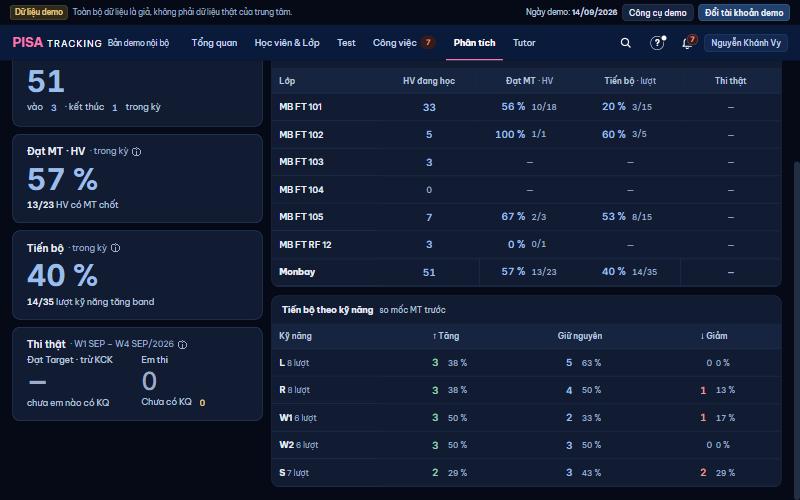 Dữ liệu demo Toàn bộ dữ liệu là giả, không phải dữ liệu thật của trung tâm. Ngày demo: 14/09/2026 Công cụ demo Đổi tài khoản demo
PISA TRACKING Bản demo nội bộ Tổng quan Học viên & Lớp Test Công việc 7 Phân tích Tutor ? 7 Nguyễn Khánh Vy
51
vào 3 · kết thúc 1 trong kỳ
Đạt MT · HV · trong kỳ
57 %
13/23 HV có MT chốt
Tiến bộ · trong kỳ
40 %
14/35 lượt kỹ năng tăng band
Thi thật · W1 SEP – W4 SEP/2026
Đạt Target · trừ KCK Em thi
— 0
chưa em nào có KQ Chưa có KQ 0
Lớp HV đang học Đạt MT · HV Tiến bộ · lượt Thi thật
MB FT 101 33 56 % 10/18 20 % 3/15 —
MB FT 102 5 100 % 1/1 60 % 3/5 —
MB FT 103 3 — — —
MB FT 104 0 — — —
MB FT 105 7 67 % 2/3 53 % 8/15 —
MB FT RF 12 3 0 % 0/1 — —
Monbay 51 57 % 13/23 40 % 14/35 —
Tiến bộ theo kỹ năng so mốc MT trước
Kỹ năng ↑ Tăng Giữ nguyên ↓ Giảm
L 8 lượt 3 38 % 5 63 % 0 0 %
R 8 lượt 3 38 % 4 50 % 1 13 %
W1 6 lượt 3 50 % 2 33 % 1 17 %
W2 6 lượt 3 50 % 3 50 % 0 0 %
S 7 lượt 2 29 % 3 43 % 2 29 %